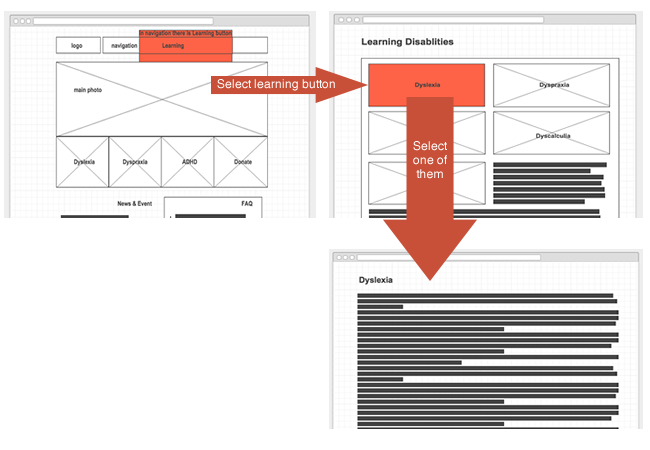 in navigation there is Learning button
logo
navigation
Learning
main photo
Dyslexia
Dyspraxia
ADHD
Donate
News & Event
FAQ
Select learning button
Learning Disablities
Dyslexia
Dyspraxia
Dyscalculia
Select
one of
them
Dyslexia